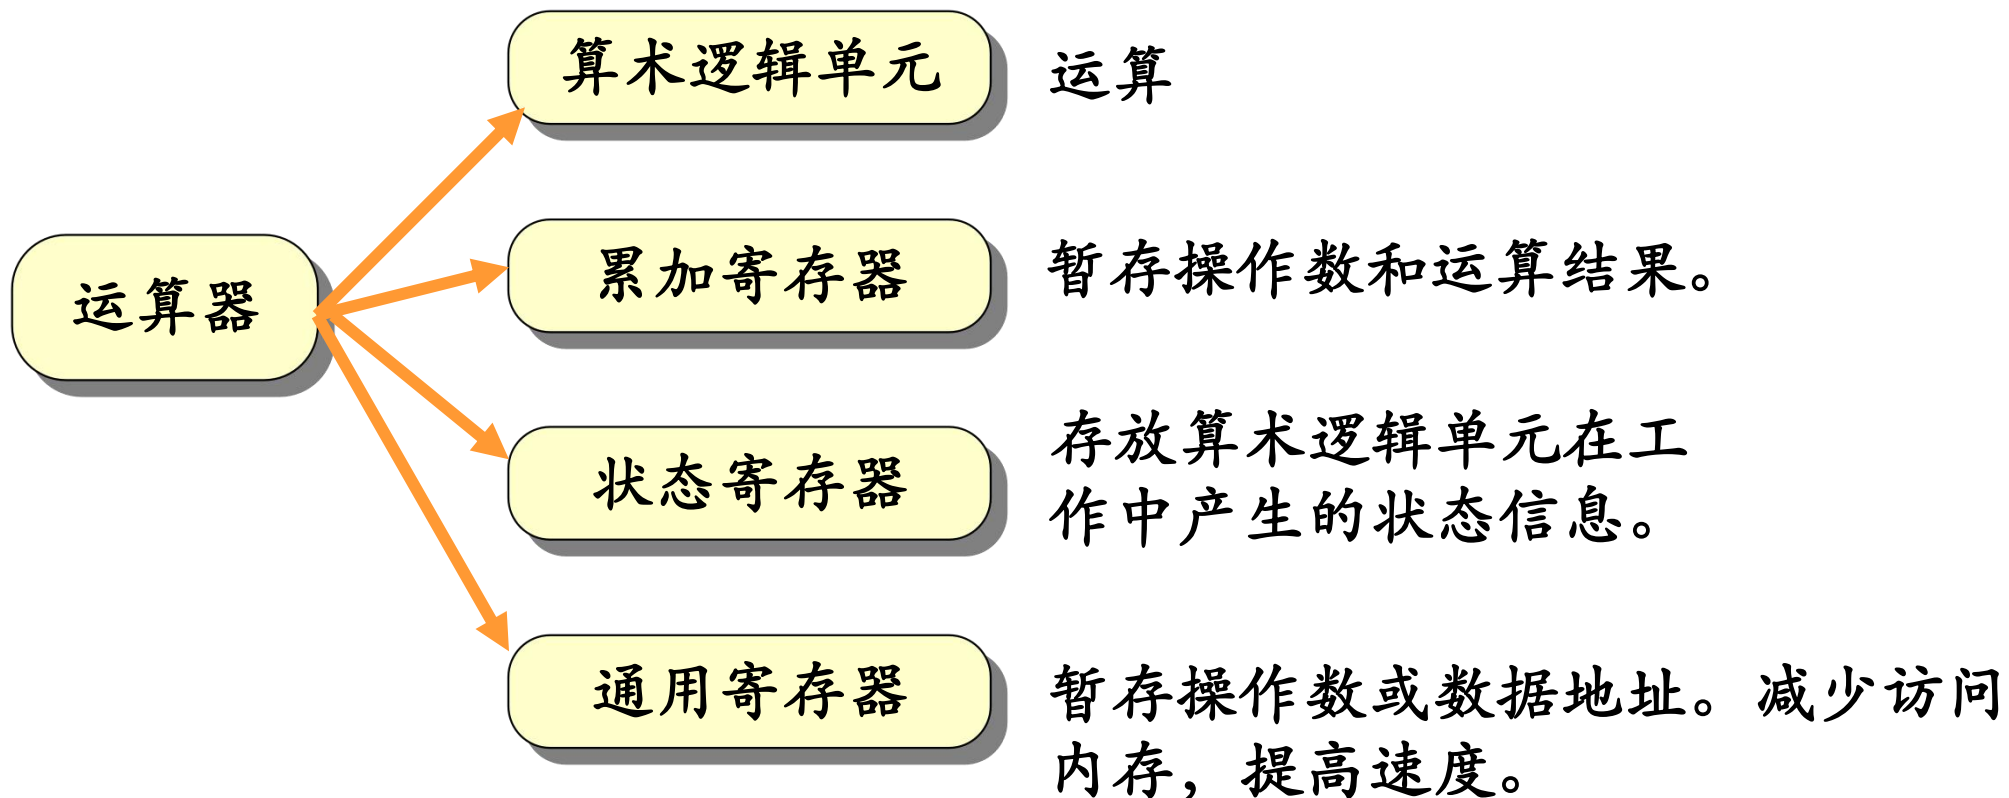 算术逻辑单元
运算
运算器
累加寄存器
暂存操作数和运算结果。
状态寄存器
存放算术逻辑单元在工
作中产生的状态信息。
通用寄存器
暂存操作数或数据地址。减少访问
内存，提高速度。